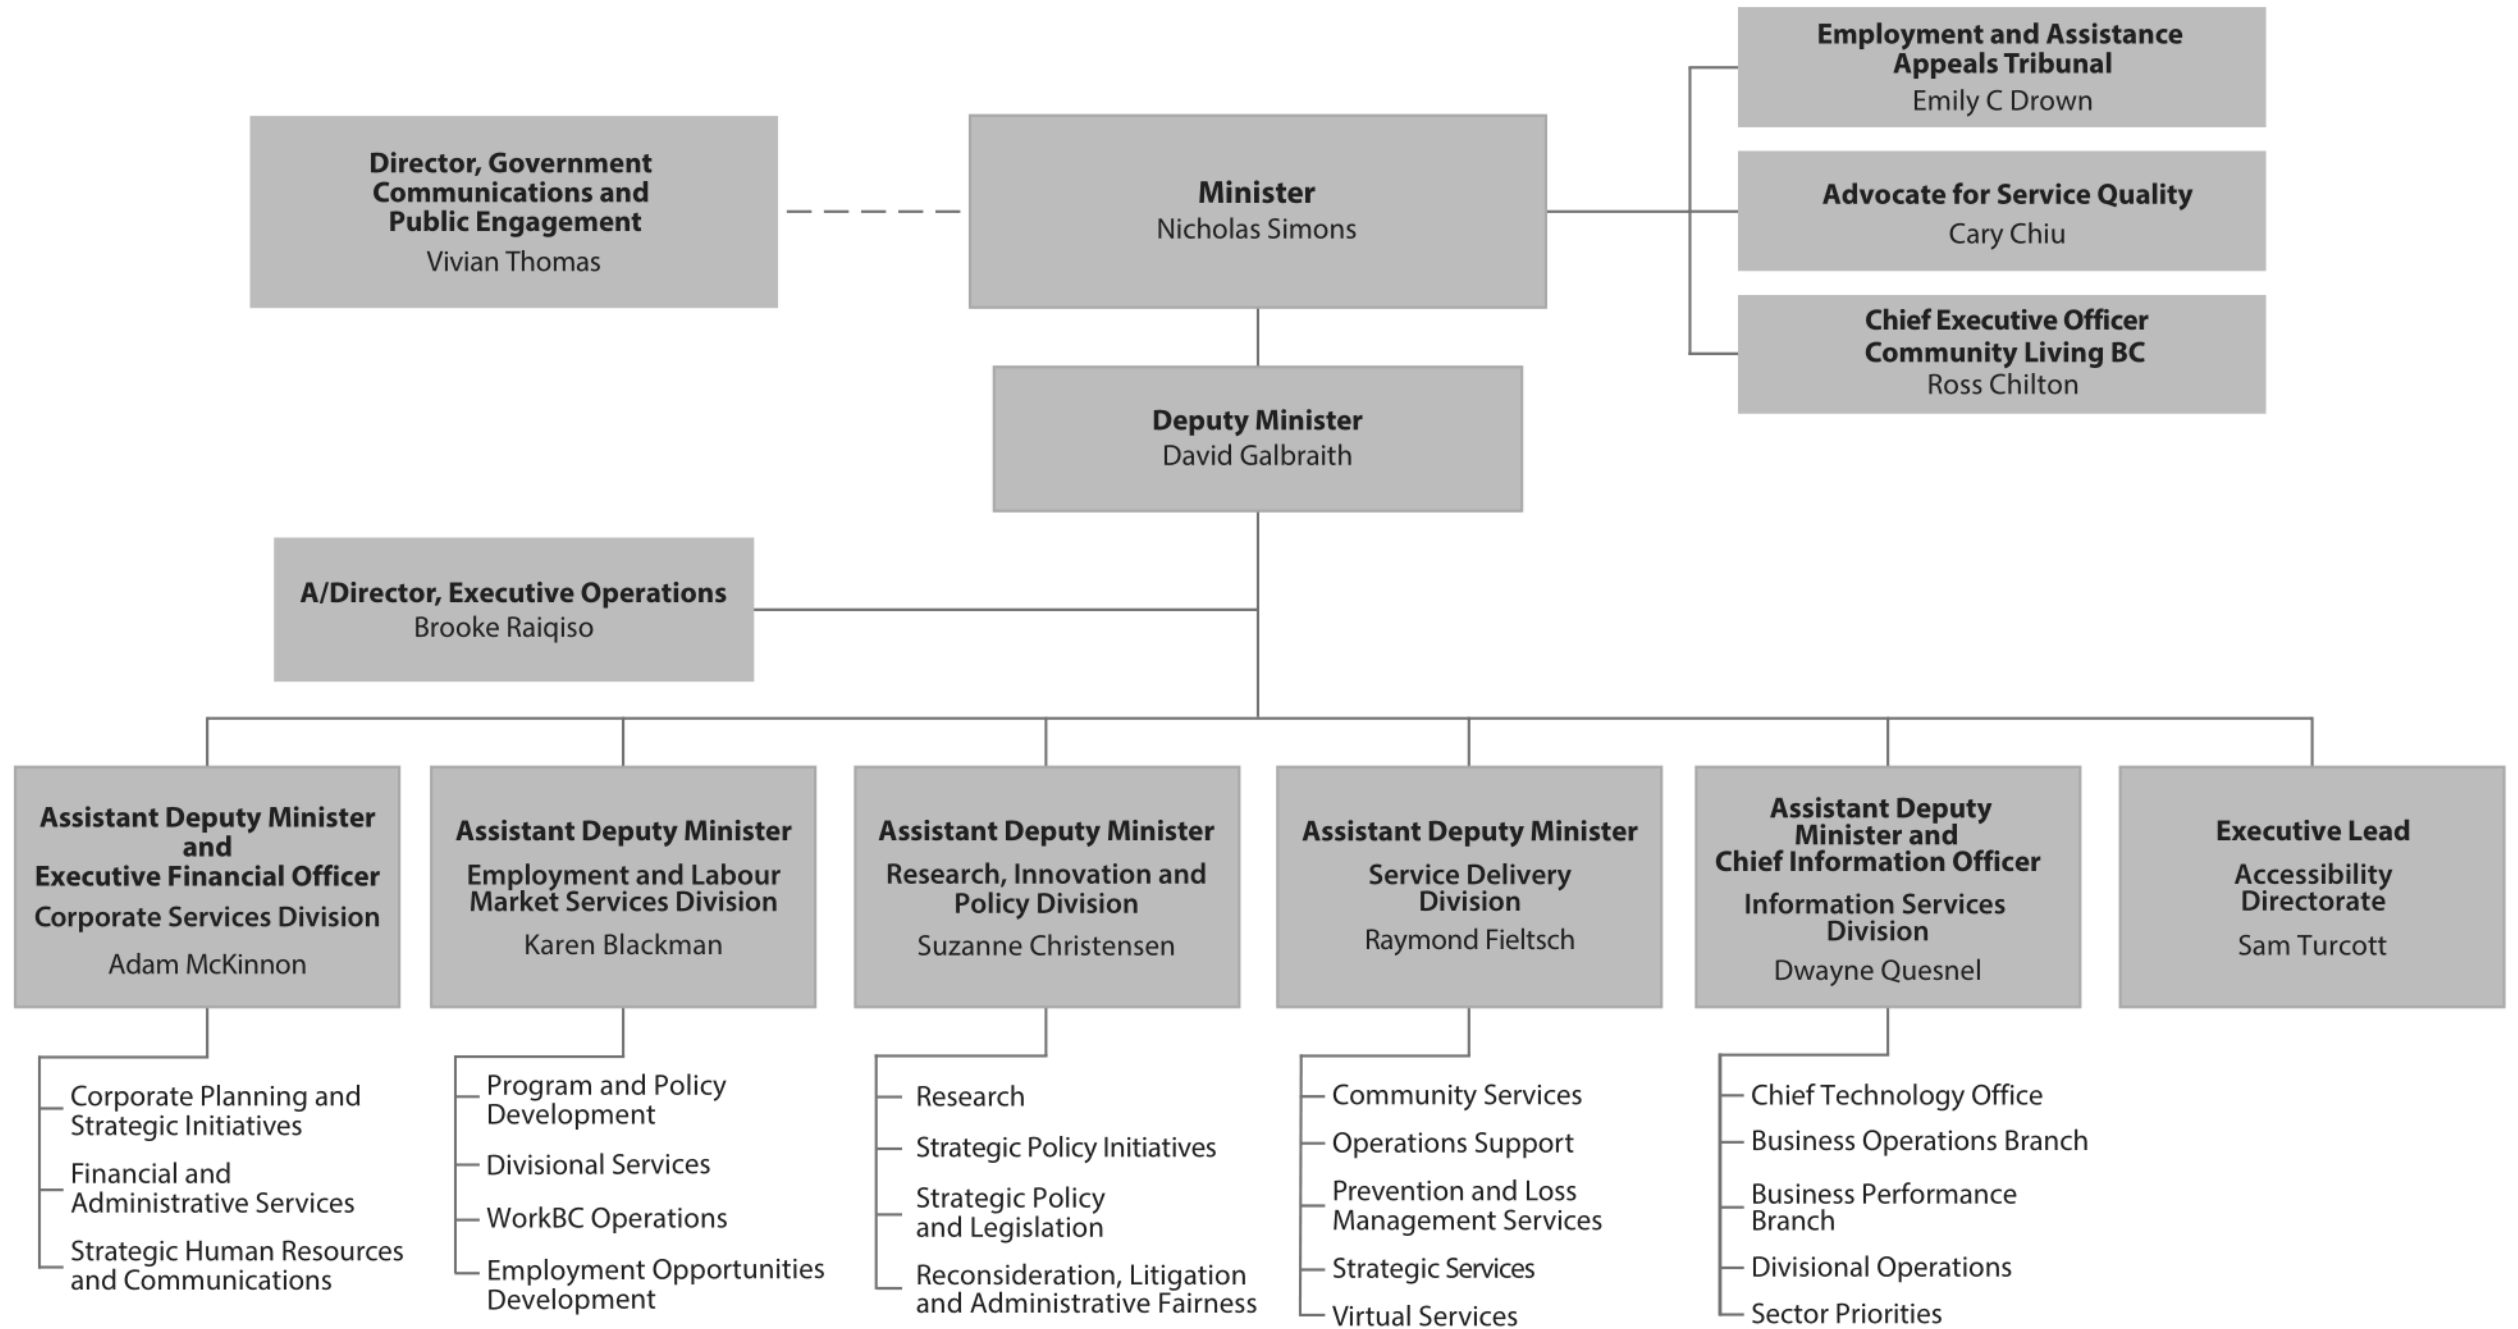 Employment and Assistance
Appeals Tribunal
Emily C Drown
Director, Government
Communications and
Public Engagement
Vivian Thomas
Minister
Nicholas Simons
Advocate for Service Quality
Cary Chiu
Chief Executive Officer
Community Living BC
Ross Chilton
Deputy Minister
David Galbraith
A/Director, Executive Operations
Brooke Raiqiso
Assistant Deputy Minister
and
Executive Financial Officer
Corporate Services Division
Adam McKinnon
Assistant Deputy Minister
Employment and Labour
Market Services Division
Karen Blackman
Assistant Deputy Minister
Research, Innovation and
Policy Division
Suzanne Christensen
Assistant Deputy Minister
Service Delivery
Division
Raymond Fieltsch
Assistant Deputy
Minister and
Chief Information Officer
Information Services
Division
Dwayne Quesnel
Executive Lead
Accessibility
Directorate
Sam Turcott
Corporate Planning and
Strategic Initiatives
Financial and
Administrative Services
Strategic Human Resources
and Communications
Program and Policy
Development
Divisional Services
WorkBC Operations
Employment Opportunities
Development
Research
Strategic Policy Initiatives
Strategic Policy
and Legislation
Reconsideration, Litigation
and Administrative Fairness
Community Services
Operations Support
Prevention and Loss
Management Services
Strategic Services
Virtual Services
Chief Technology Office
Business Operations Branch
Business Performance
Branch
Divisional Operations
Sector Priorities